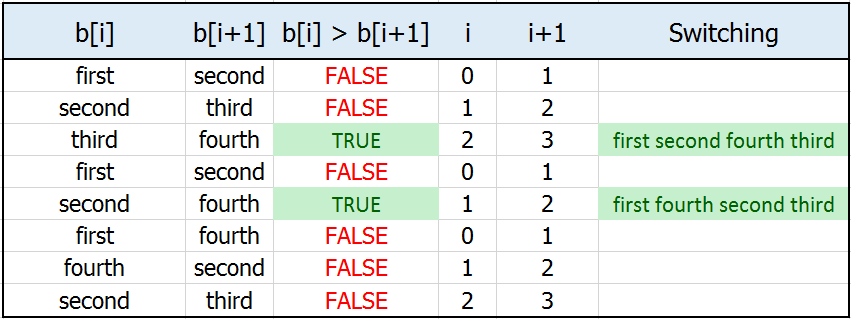 b[i] b[i+1] b[i] > b[i+1] i i+1 Switching
first second FALSE 0 1
second third FALSE 1 2
third fourth TRUE 2 3 first second fourth third
first second FALSE 0 1
second fourth TRUE 1 2 first fourth second third
first fourth FALSE 0 1
fourth second FALSE 1 2
second third FALSE 2 3